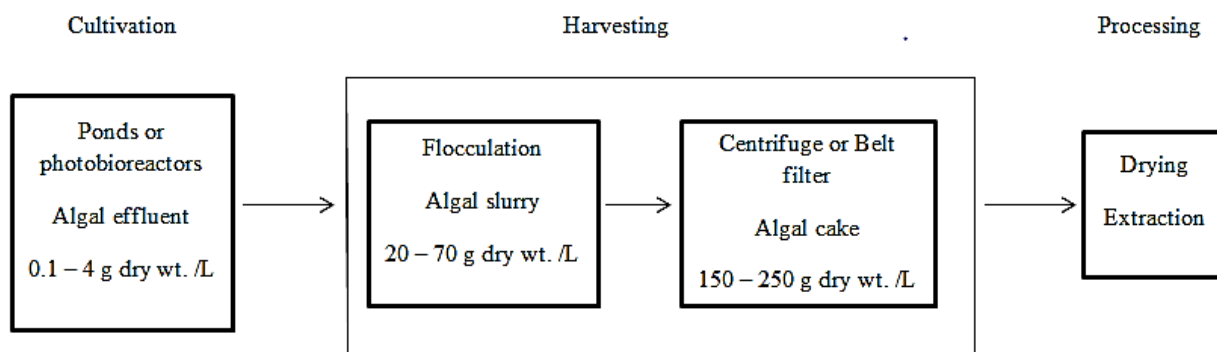 Cultivation
Harvesting
Processing
Ponds or
photobioreactors
Algal effluent
0.1 – 4 g dry wt. /L
Flocculation
Algal slurry
20 – 70 g dry wt. /L
Centrifuge or Belt
filter
Algal cake
150 – 250 g dry wt. /L
Drying
Extraction